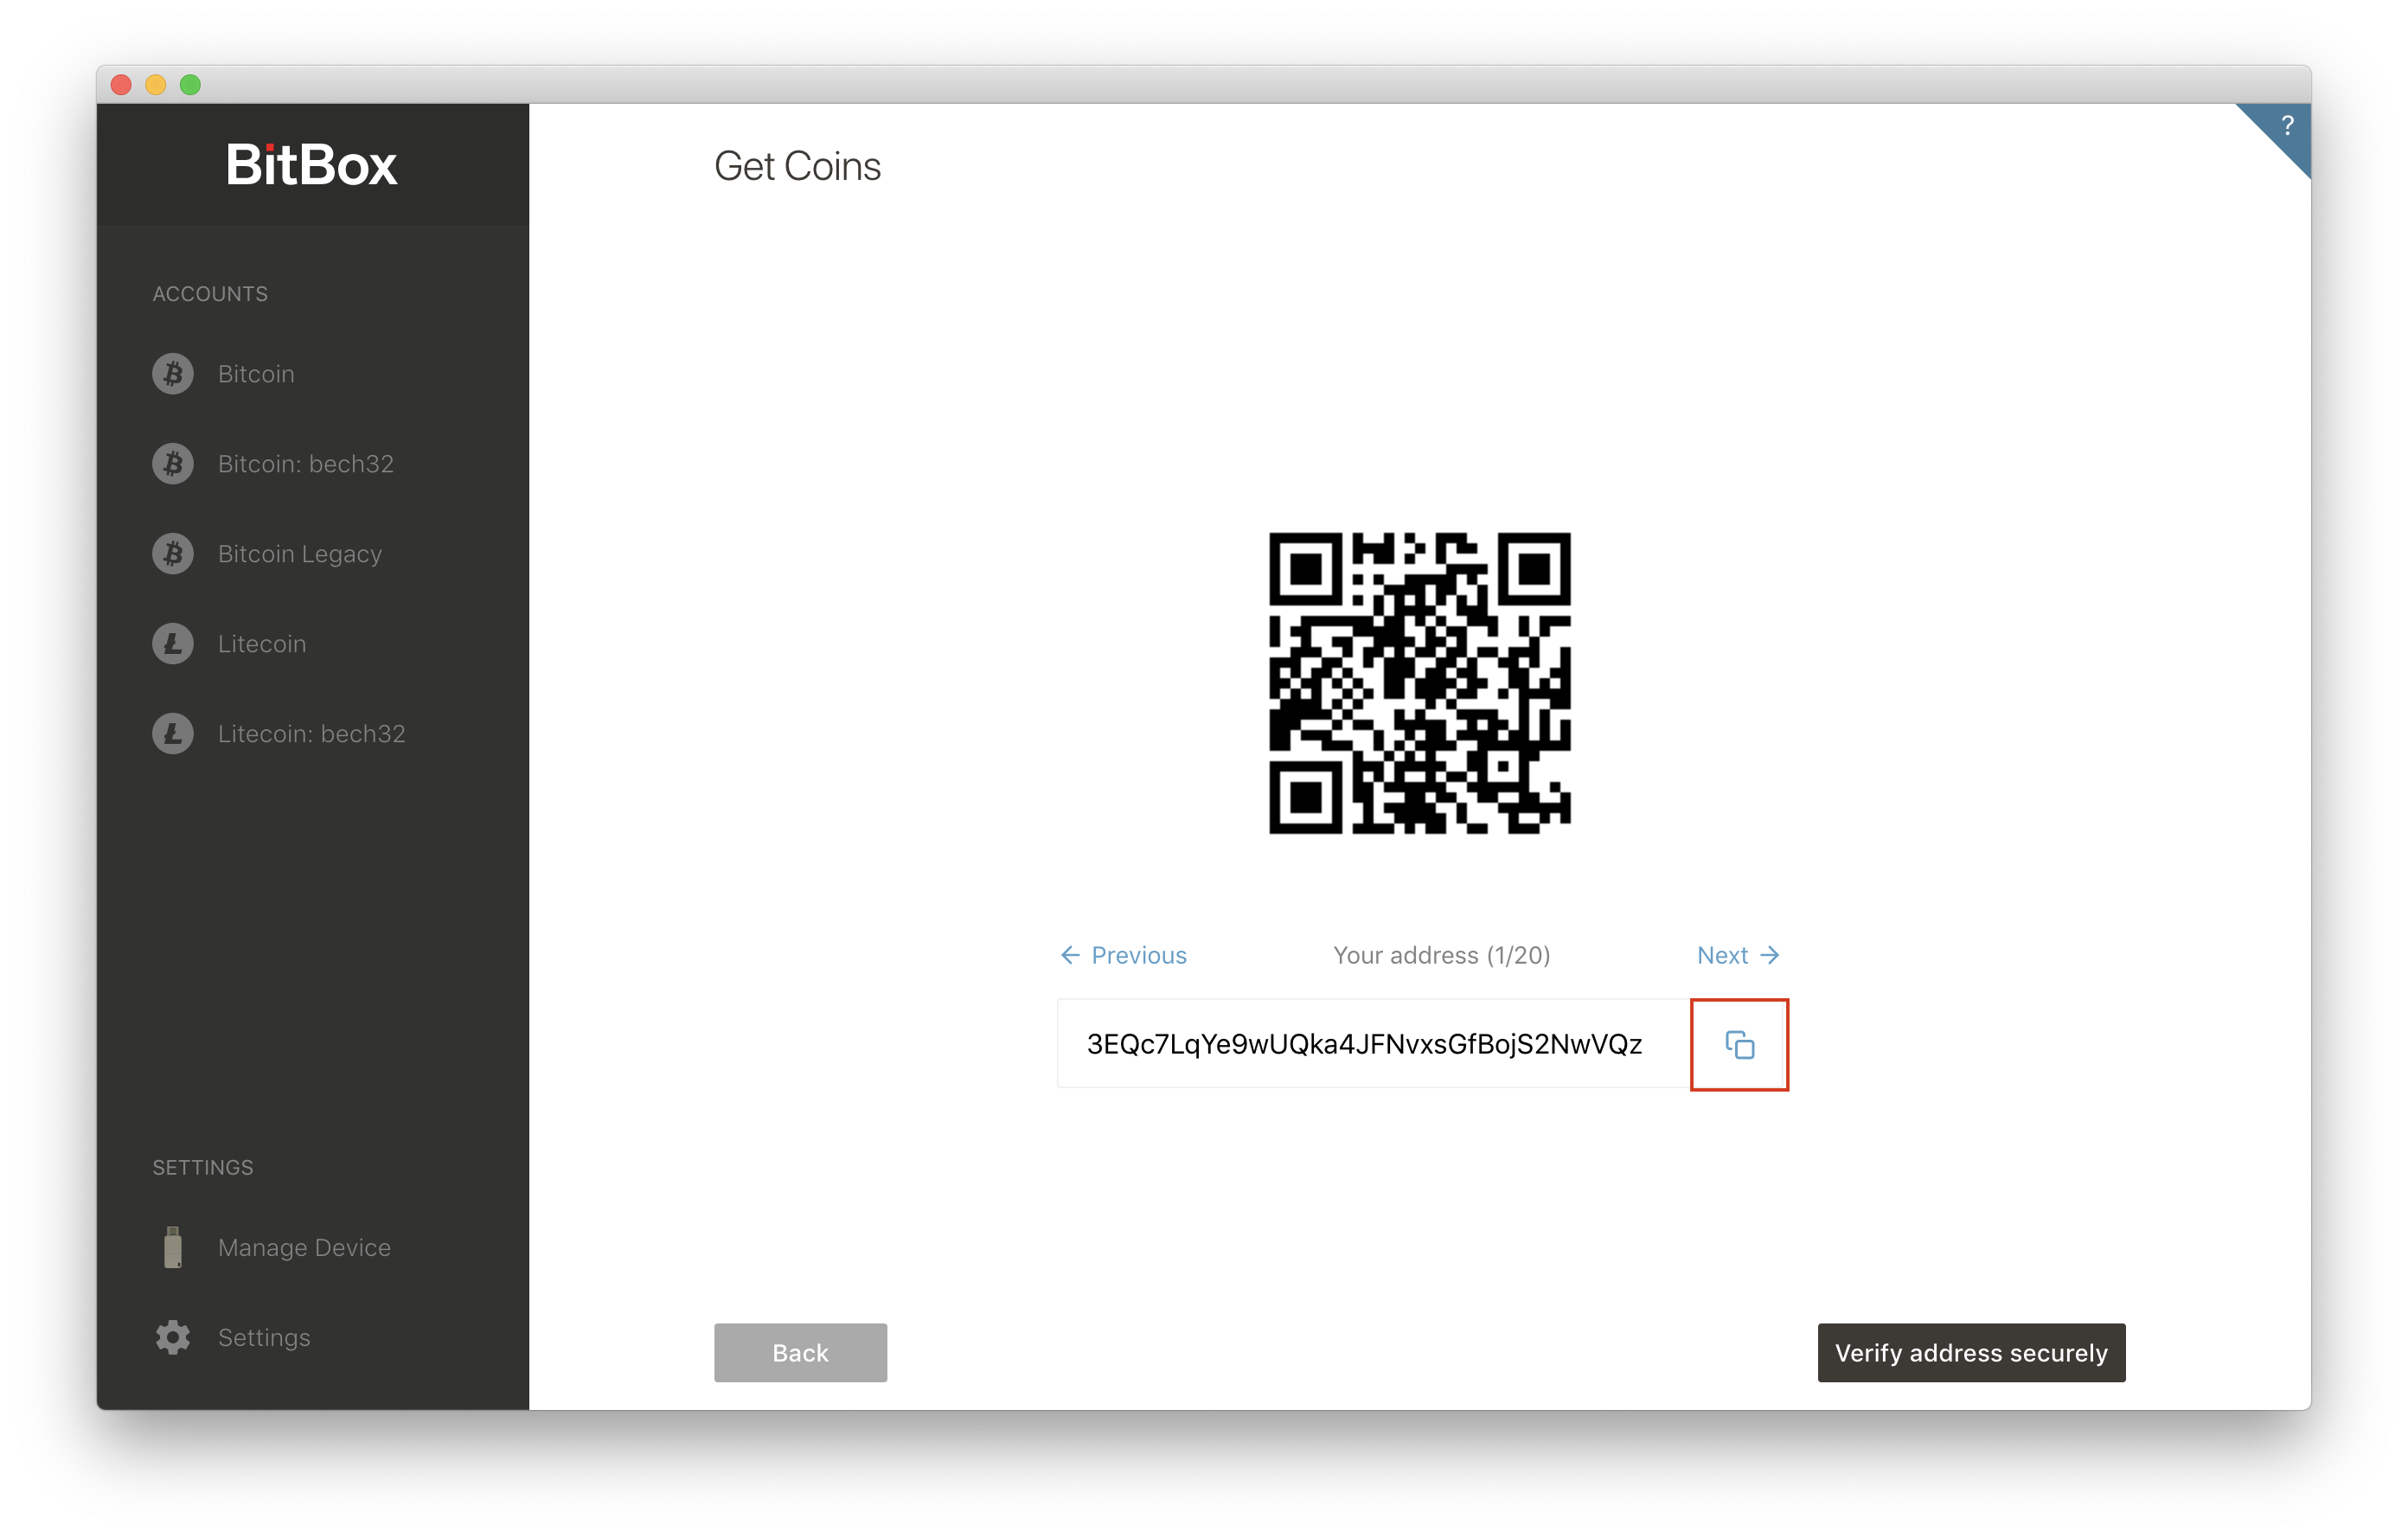 BitBox
ACCOUNTS
Bitcoin
Bitcoin: bech32
Bitcoin Legacy
Litecoin
Litecoin: bech32
SETTINGS
Manage Device
Settings
?
Get Coins
← Previous
Your address (1/20)
Next →
3EQc7LqYe9wUQka4JFNvxsGfBojS2NwVQz
Back
Verify address securely